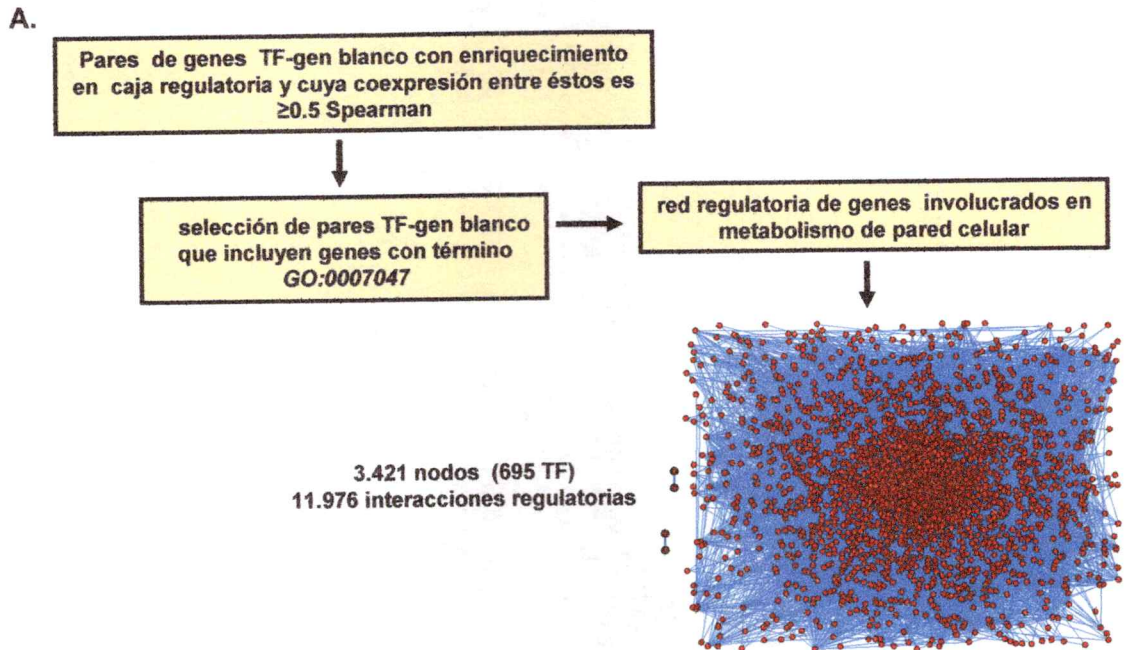 A.
Pares de genes TF-gen blanco con enriquecimiento
en caja regulatoria y cuya coexpresión entre éstos es
≥0.5 Spearman
selección de pares TF-gen blanco
que incluyen genes con término
GO:0007047
red regulatoria de genes involucrados en
metabolismo de pared celular
3.421 nodos (695 TF)
11.976 interacciones regulatorias